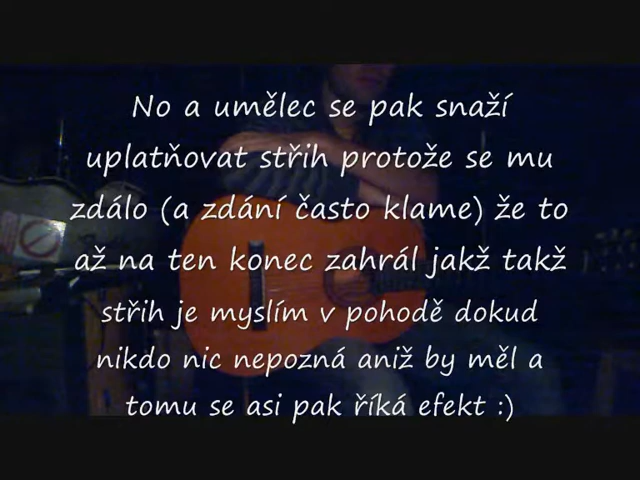 No a umělec se pak snaží
uplatňovat střih protože se mu
zdálo (a zdání často klame) že to
až na ten konec zahrál jakž takž
střih je myslím v pohodě dokud
nikdo nic nepozná aniž by měl a
tomu se asi pak říká efekt :)